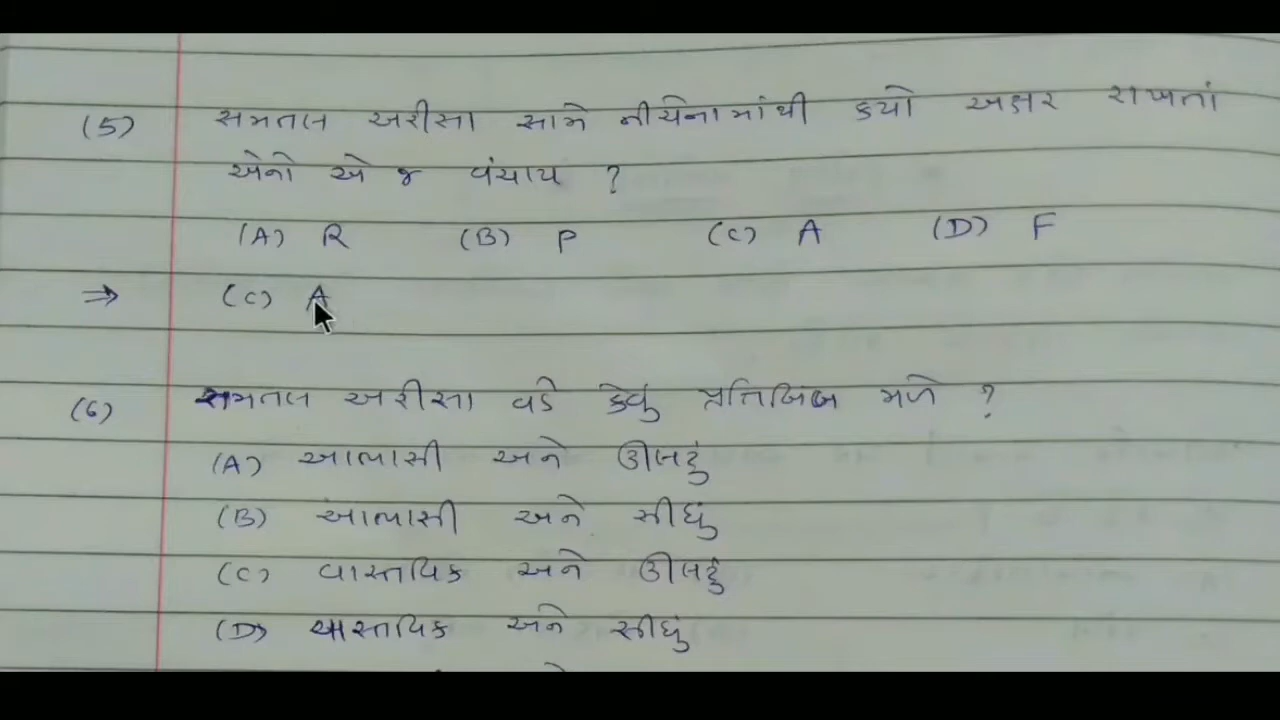 (5) સમતલ અરીસા સામે નીચેનામાંથી કયો અક્ષર રાખતાં
એનો એ જ વંચાય ?
(A) R (B) P (C) A (D) F
⇒ (C) A
(6) સમતલ અરીસા વડે કેવું પ્રતિબિંબ મળે ?
(A) આભાસી અને ઊલટું
(B) આભાસી અને સીધું
(C) વાસ્તવિક અને ઊલટું
(D) વાસ્તવિક અને સીધું